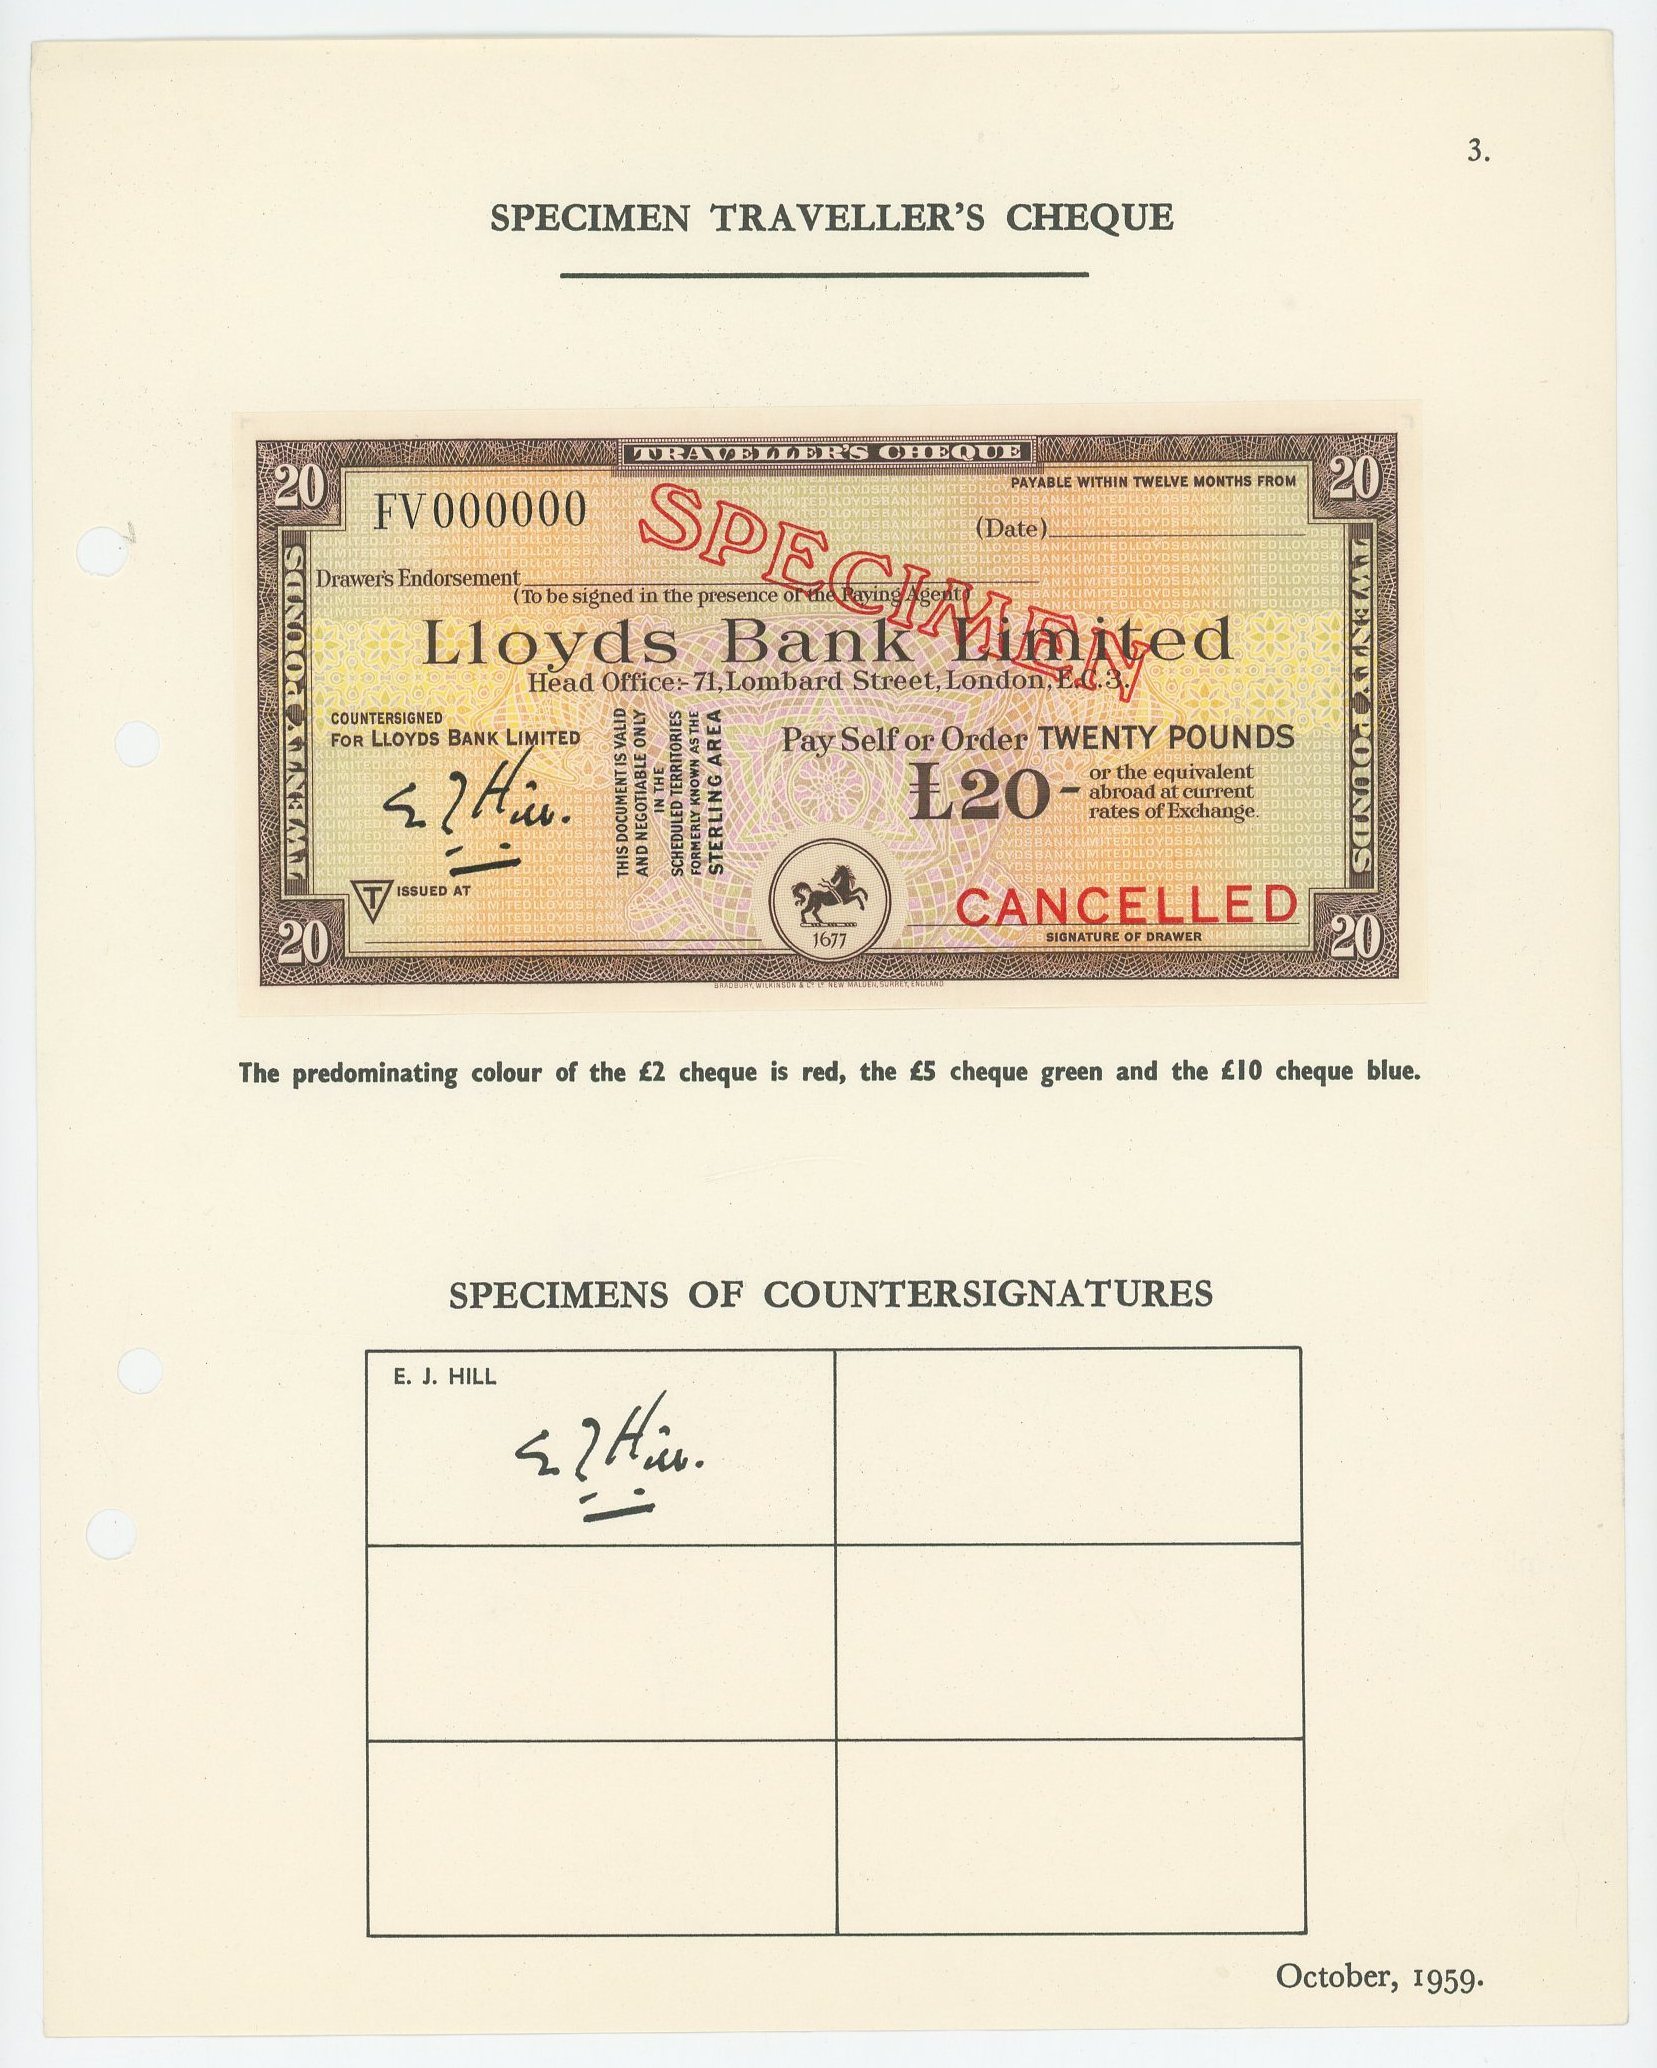 3.
SPECIMEN TRAVELLER'S CHEQUE
TRAVELLER'S CHEQUE
20
20
FV000000
PAYABLE WITHIN TWELVE MONTHS FROM
(Date)
SPECIMEN
Drawer's Endorsement
(To be signed in the presence of the Paying Agent)
Lloyds Bank Limited
Head Office:- 71, Lombard Street, London, E.C.3.
TWENTY POUNDS
TWENTY POUNDS
COUNTERSIGNED
FOR LLOYDS BANK LIMITED
E J Hill.
THIS DOCUMENT IS VALID
AND NEGOTIABLE ONLY
IN THE
SCHEDULED TERRITORIES
FORMERLY KNOWN AS THE
STERLING AREA
Pay Self or Order TWENTY POUNDS
£20-
or the equivalent
abroad at current
rates of Exchange.
T
ISSUED AT
1677
CANCELLED
SIGNATURE OF DRAWER
20
20
BRADBURY, WILKINSON & Co. Ld. NEW MALDEN, SURREY, ENGLAND
The predominating colour of the £2 cheque is red, the £5 cheque green and the £10 cheque blue.
SPECIMENS OF COUNTERSIGNATURES
E. J. HILL
E J Hill.
October, 1959.